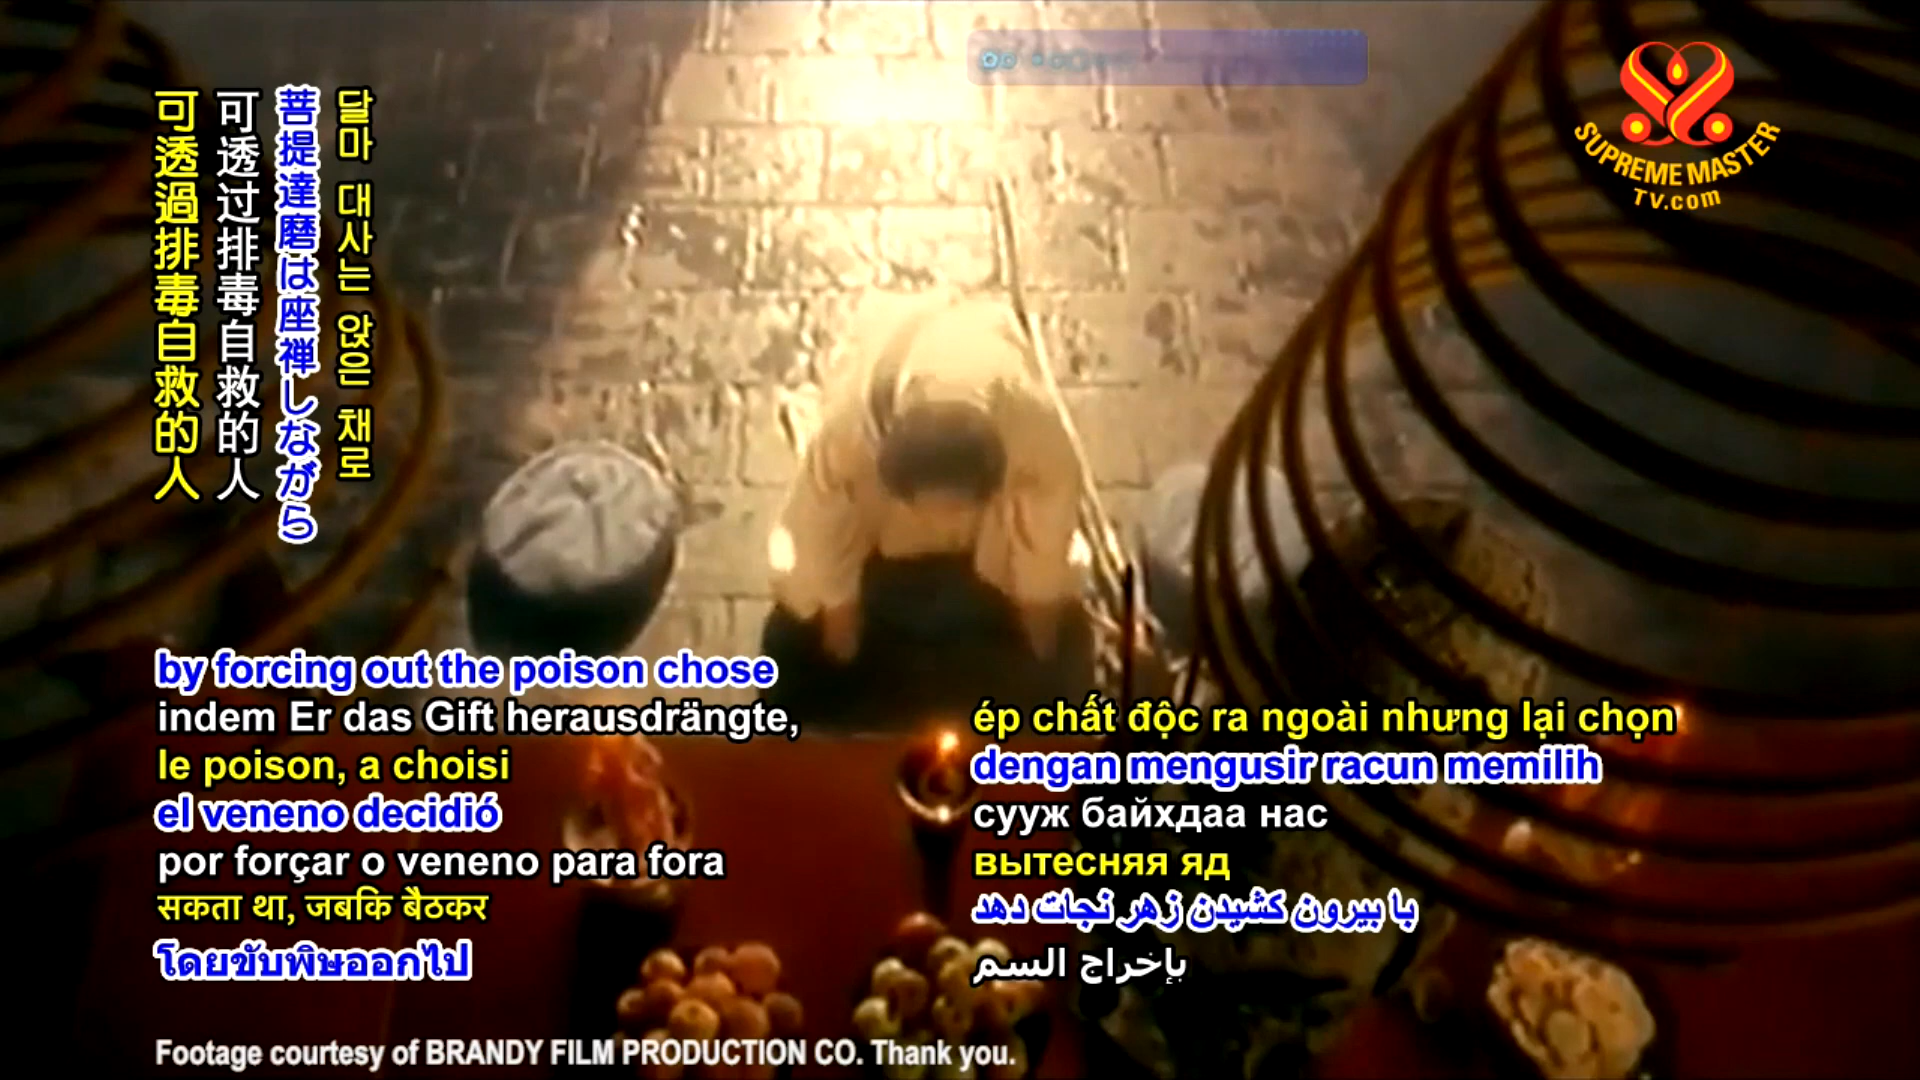 달마 대사는 앉은 채로
菩提達磨は座禅しながら
可透过排毒自救的人
可透過排毒自救的人
SUPREME MASTER
TV.com
by forcing out the poison chose
indem Er das Gift herausdrängte,
le poison, a choisi
el veneno decidió
por forçar o veneno para fora
सकता था, जबकि बैठकर
โดยขับพิษออกไป
ép chất độc ra ngoài nhưng lại chọn
dengan mengusir racun memilih
сууж байхдаа нас
вытесняя яд
با بیرون کشیدن زهر نجات دهد
بإخراج السم
Footage courtesy of BRANDY FILM PRODUCTION CO. Thank you.